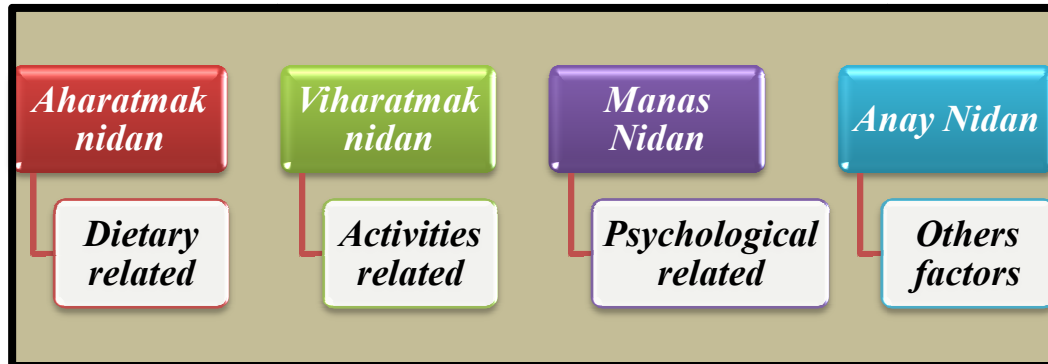 Aharatmak
nidan
Dietary
related
Viharatmak
nidan
Activities
related
Manas
Nidan
Psychological
related
Anay Nidan
Others
factors